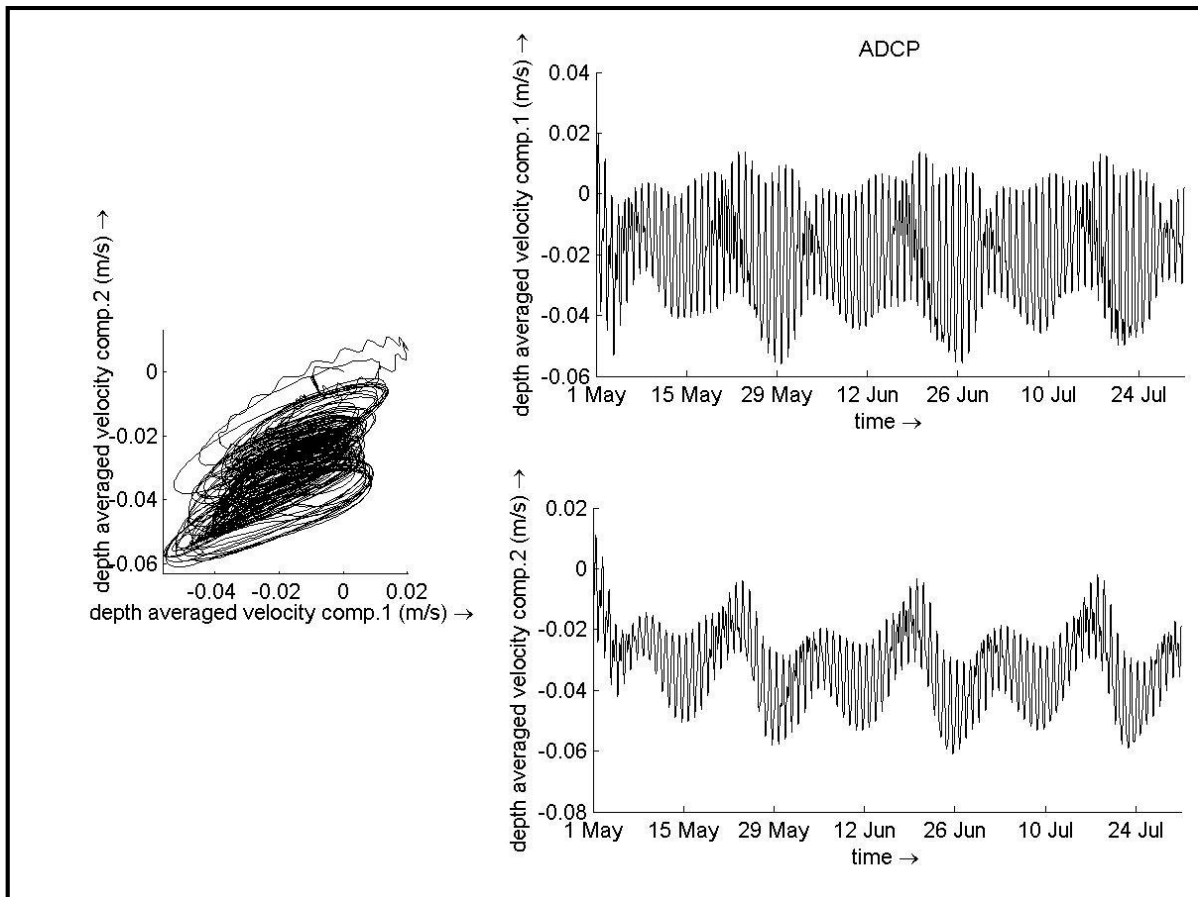 ADCP
depth averaged velocity comp.2 (m/s) →
0
-0.02
-0.04
-0.06
-0.04 -0.02 0 0.02
depth averaged velocity comp.1 (m/s) →
depth averaged velocity comp.1 (m/s) →
0.04
0.02
0
-0.02
-0.04
-0.06
1 May 15 May 29 May 12 Jun 26 Jun 10 Jul 24 Jul
time →
depth averaged velocity comp.2 (m/s) →
0.02
0
-0.02
-0.04
-0.06
-0.08
1 May 15 May 29 May 12 Jun 26 Jun 10 Jul 24 Jul
time →